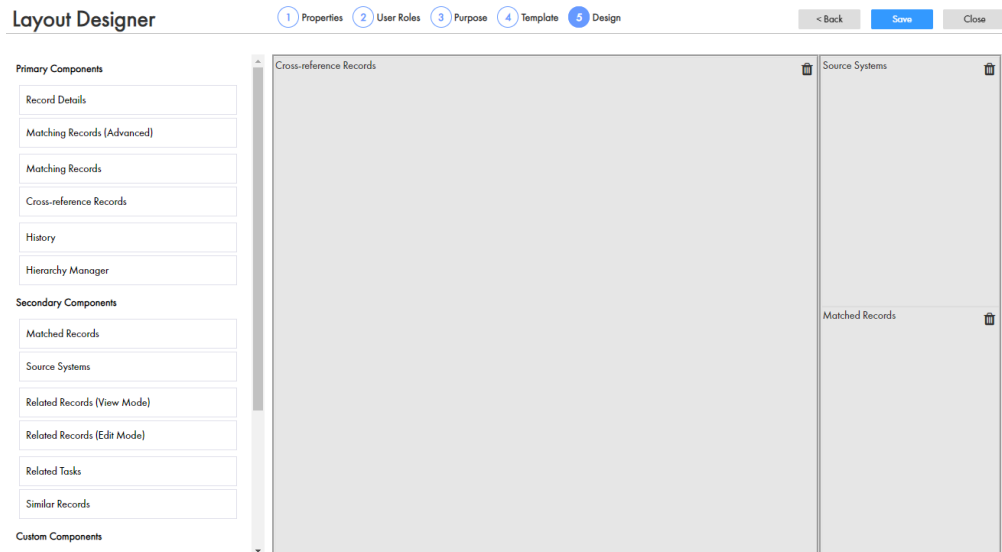 Layout Designer
1 Properties 2 User Roles 3 Purpose 4 Template 5 Design
< Back Save Close
Primary Components
Record Details
Matching Records (Advanced)
Matching Records
Cross-reference Records
History
Hierarchy Manager
Secondary Components
Matched Records
Source Systems
Related Records (View Mode)
Related Records (Edit Mode)
Related Tasks
Similar Records
Custom Components
Cross-reference Records
Source Systems
Matched Records